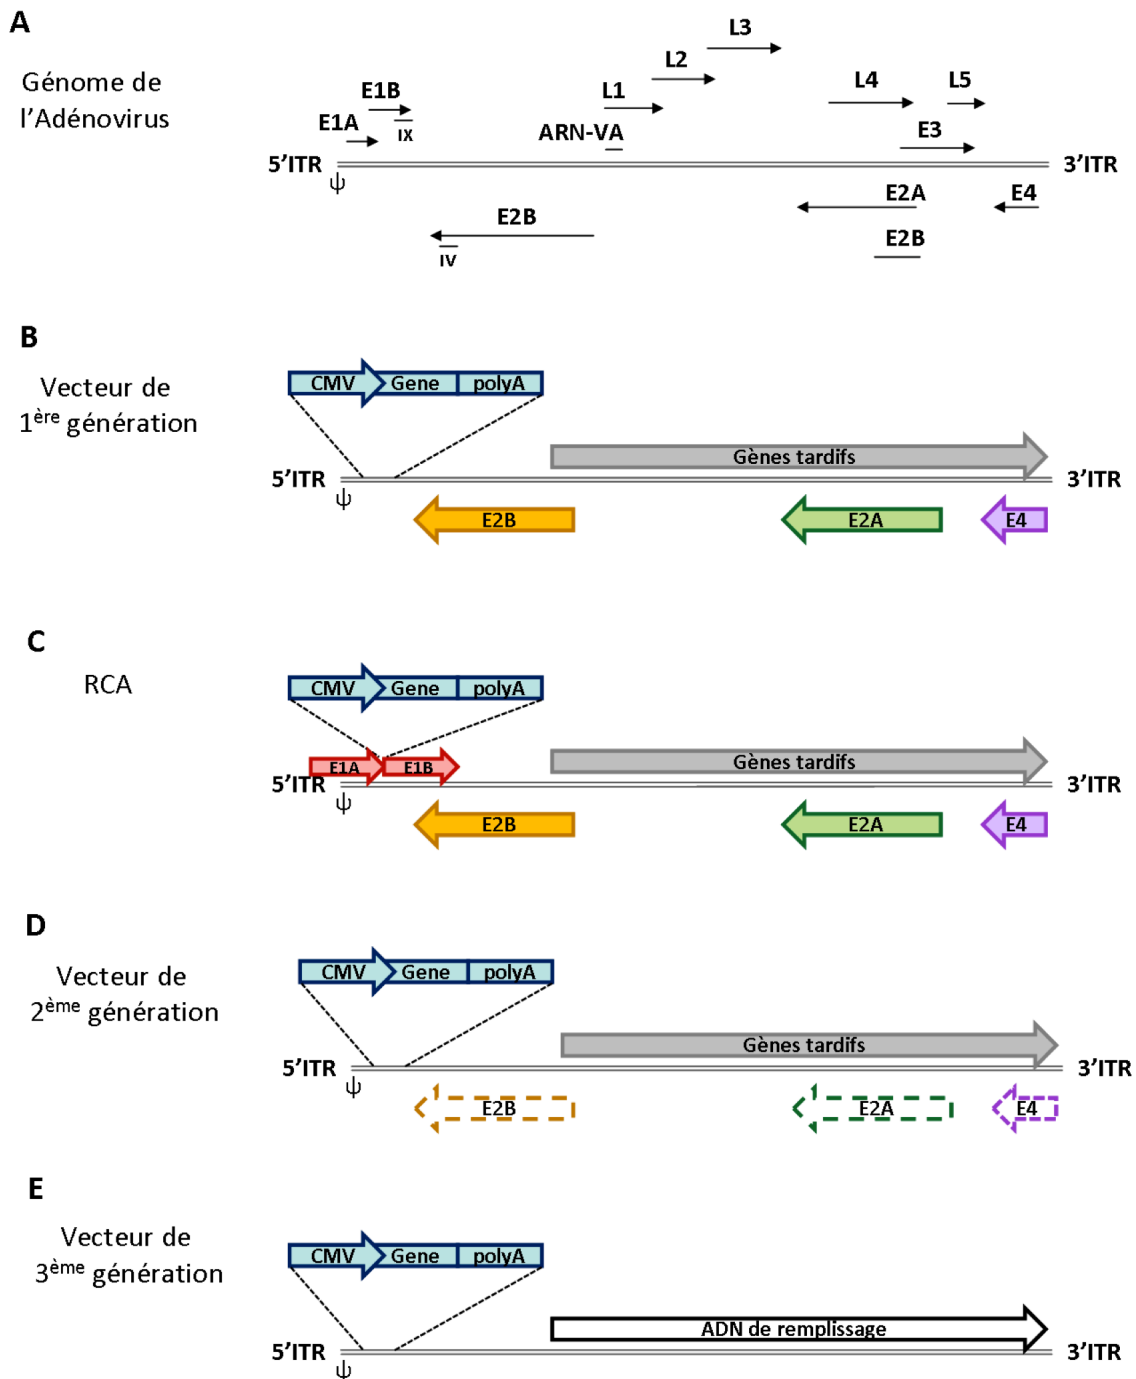 A
Génome de
l'Adénovirus
E1A
E1B
IX
L1
L2
L3
L4
L5
ARN-VA
E3
5'ITR
3'ITR
ψ
E2B
IV
E2A
E4
E2B
B
Vecteur de
1ère génération
CMV Gene polyA
Gènes tardifs
5'ITR
3'ITR
ψ
E2B
E2A
E4
C
RCA
CMV Gene polyA
E1A E1B
Gènes tardifs
5'ITR
3'ITR
ψ
E2B
E2A
E4
D
Vecteur de
2ème génération
CMV Gene polyA
Gènes tardifs
5'ITR
3'ITR
ψ
E2B
E2A
E4
E
Vecteur de
3ème génération
CMV Gene polyA
ADN de remplissage
5'ITR
3'ITR
ψ